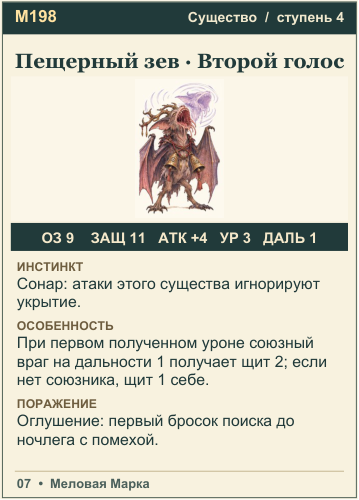 M198
Существо / ступень 4
Пещерный зев · Второй голос
ОЗ 9 ЗАЩ 11 АТК +4 УР 3 ДАЛЬ 1
ИНСТИНКТ
Сонар: атаки этого существа игнорируют
укрытие.
ОСОБЕННОСТЬ
При первом полученном уроне союзный
враг на дальности 1 получает щит 2; если
нет союзника, щит 1 себе.
ПОРАЖЕНИЕ
Оглушение: первый бросок поиска до
ночлега с помехой.
07 • Меловая Марка